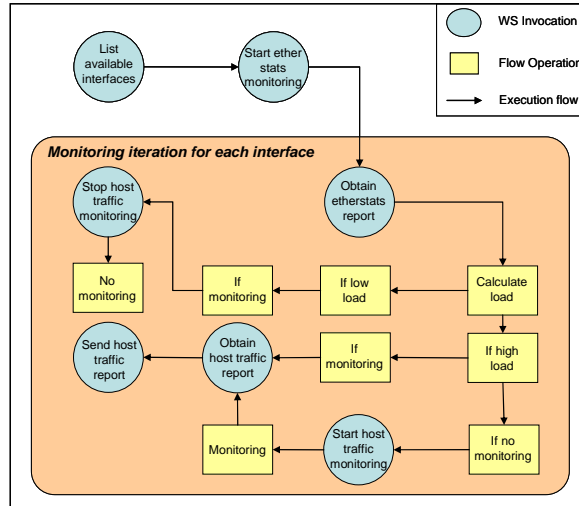 List
available
interfaces
Start ether
stats
monitoring
WS Invocation
Flow Operation
Execution flow
Monitoring iteration for each interface
Stop host
traffic
monitoring
Obtain
etherstats
report
No
monitoring
If
monitoring
If low
load
Calculate
load
Send host
traffic
report
Obtain
host traffic
report
If
monitoring
If high
load
Monitoring
Start host
traffic
monitoring
If no
monitoring